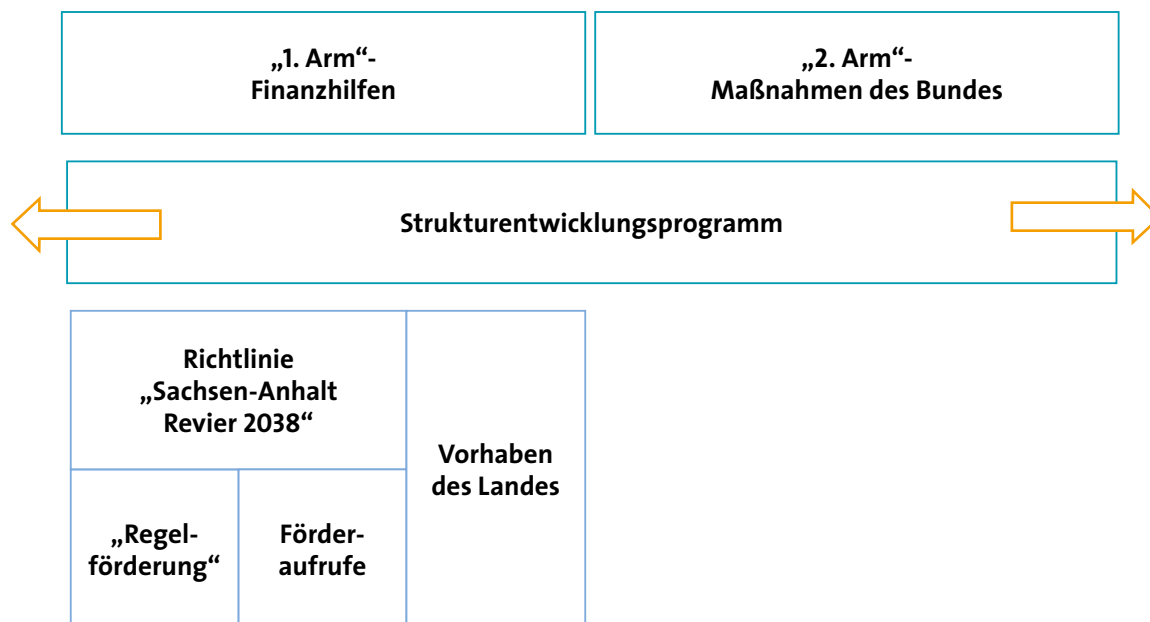 „1. Arm“-
Finanzhilfen
„2. Arm“-
Maßnahmen des Bundes
Strukturentwicklungsprogramm
Richtlinie
„Sachsen-Anhalt
Revier 2038“
Vorhaben
des Landes
„Regel-
förderung“
Förder-
aufrufe